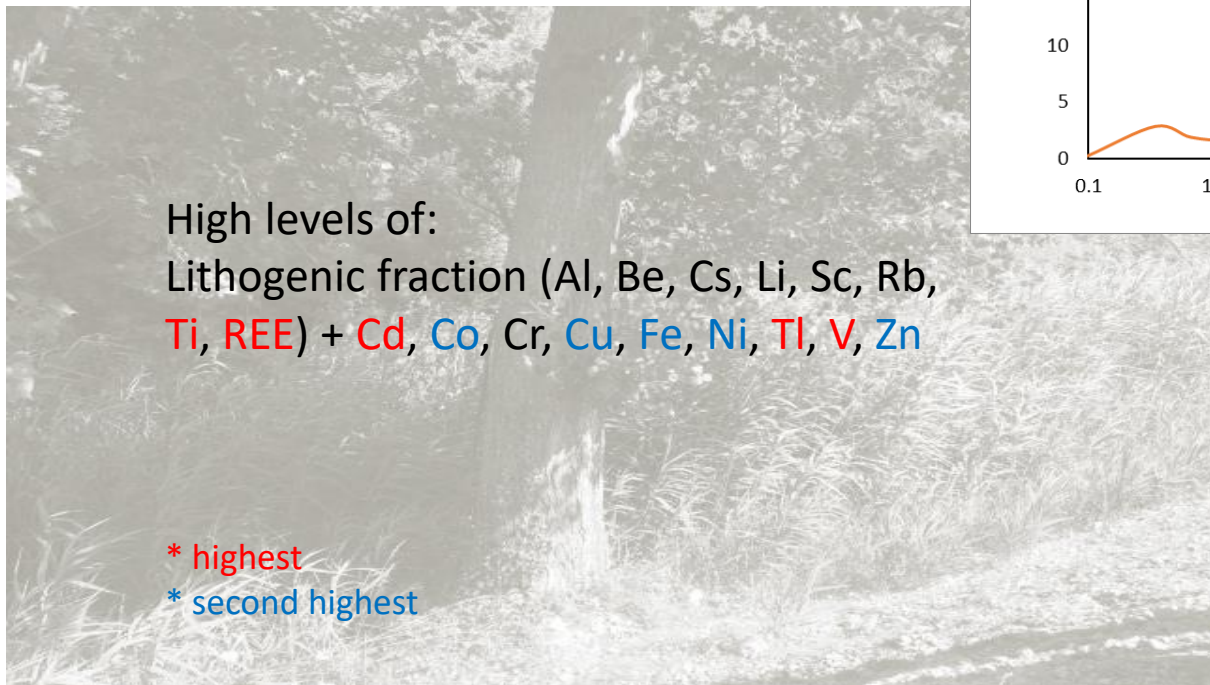 10
5
0
0.1
1
High levels of:
Lithogenic fraction (Al, Be, Cs, Li, Sc, Rb,
Ti, REE) + Cd, Co, Cr, Cu, Fe, Ni, Tl, V, Zn
* highest
* second highest